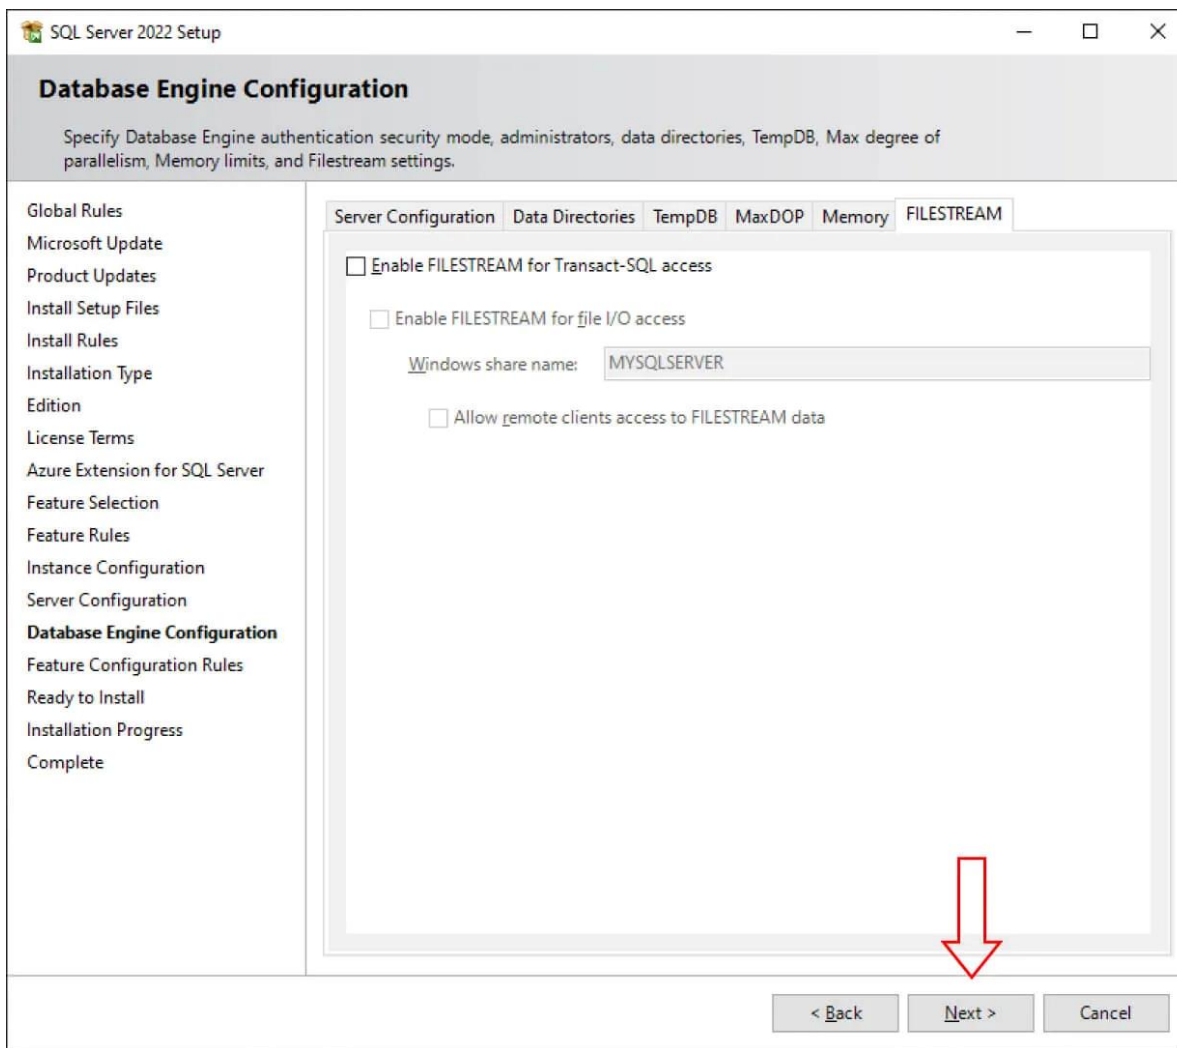 SQL Server 2022 Setup
Database Engine Configuration
Specify Database Engine authentication security mode, administrators, data directories, TempDB, Max degree of
parallelism, Memory limits, and Filestream settings.
Global Rules
Microsoft Update
Product Updates
Install Setup Files
Install Rules
Installation Type
Edition
License Terms
Azure Extension for SQL Server
Feature Selection
Feature Rules
Instance Configuration
Server Configuration
Database Engine Configuration
Feature Configuration Rules
Ready to Install
Installation Progress
Complete
Server Configuration Data Directories TempDB MaxDOP Memory FILESTREAM
Enable FILESTREAM for Transact-SQL access
Enable FILESTREAM for file I/O access
Windows share name: MYSQLSERVER
Allow remote clients access to FILESTREAM data
< Back Next > Cancel